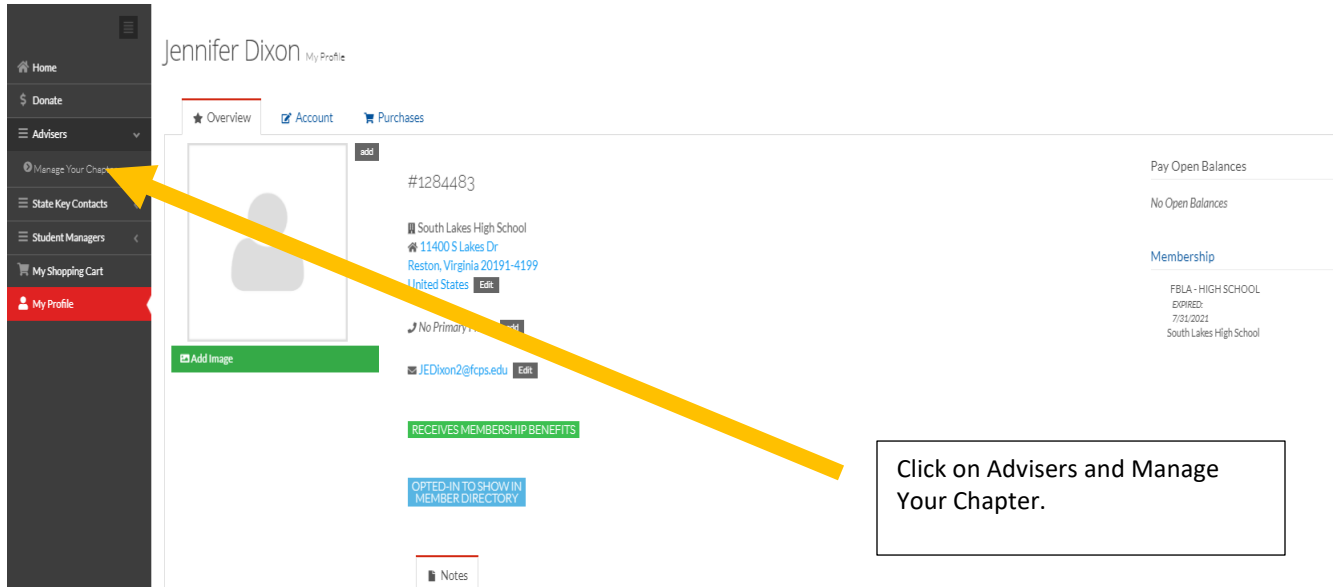 Jennifer Dixon My Profile
Home
$ Donate
Advisers
Manage Your
State Key Contacts
Student Managers
My Shopping Cart
My Profile
Overview
Account
Purchases
add
#1284483
South Lakes High School
11400 S Lakes Dr
Reston, Virginia 20191-4199
United States Edit
No Primary
JEDixon2@fcps.edu Edit
Add Image
RECEIVES MEMBERSHIP BENEFITS
OPTED-IN TO SHOW IN
MEMBER DIRECTORY
Notes
Pay Open Balances
No Open Balances
Membership
FBLA - HIGH SCHOOL
EXPIRED:
7/31/2021
South Lakes High School
Click on Advisers and Manage
Your Chapter.